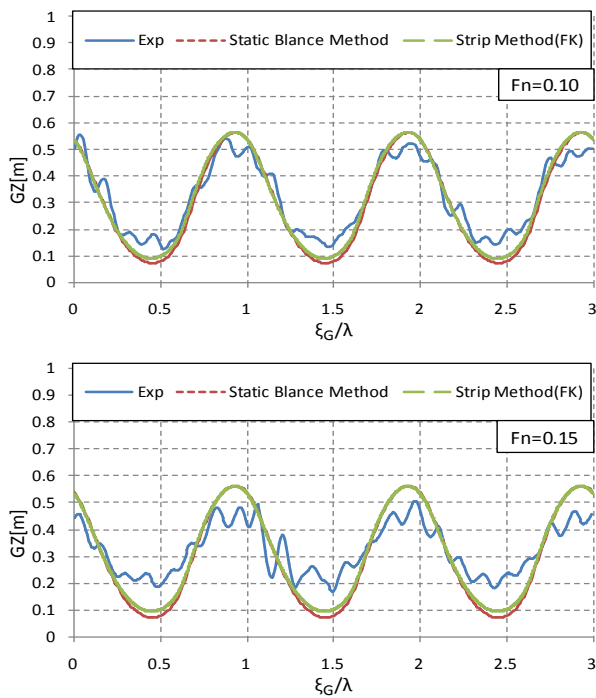 1
Exp Static Blance Method Strip Method(FK)
0.9
0.8
Fn=0.10
0.7
0.6
0.5
0.4
0.3
0.2
0.1
0
GZ[m]
0 0.5 1 1.5 2 2.5 3
ξG/λ
1
Exp Static Blance Method Strip Method(FK)
0.9
0.8
Fn=0.15
0.7
0.6
0.5
0.4
0.3
0.2
0.1
0
GZ[m]
0 0.5 1 1.5 2 2.5 3
ξG/λ